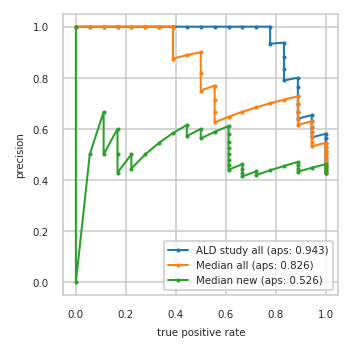 precision
1.0
0.8
0.6
0.4
0.2
0.0
ALD study all (aps: 0.943)
Median all (aps: 0.826)
Median new (aps: 0.526)
0.0 0.2 0.4 0.6 0.8 1.0
true positive rate